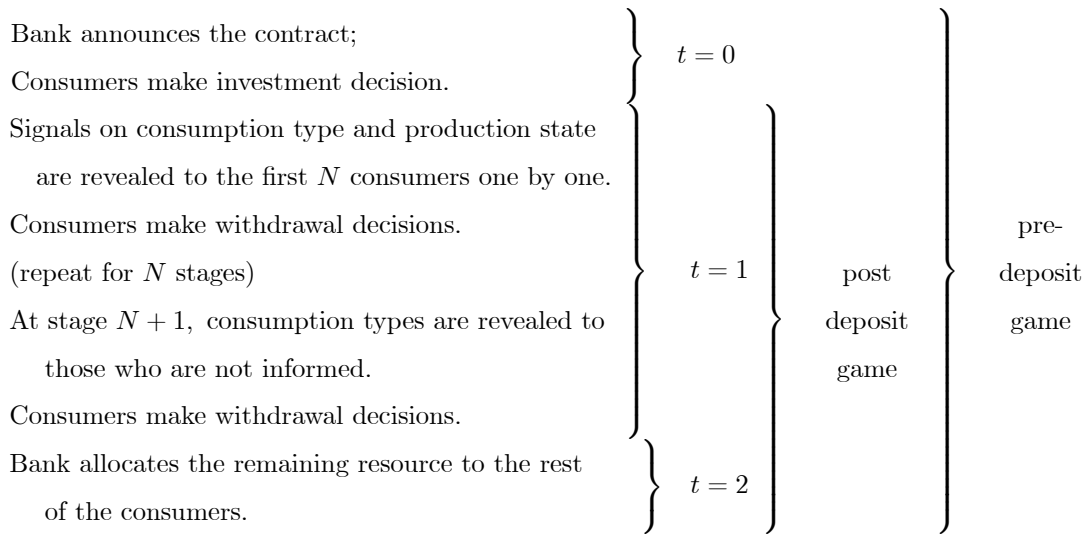 Bank announces the contract;
Consumers make investment decision.
t = 0
Signals on consumption type and production state
are revealed to the first N consumers one by one.
Consumers make withdrawal decisions.
(repeat for N stages)
At stage N + 1, consumption types are revealed to
those who are not informed.
Consumers make withdrawal decisions.
t = 1
Bank allocates the remaining resource to the rest
of the consumers.
t = 2
post
deposit
game
pre-
deposit
game